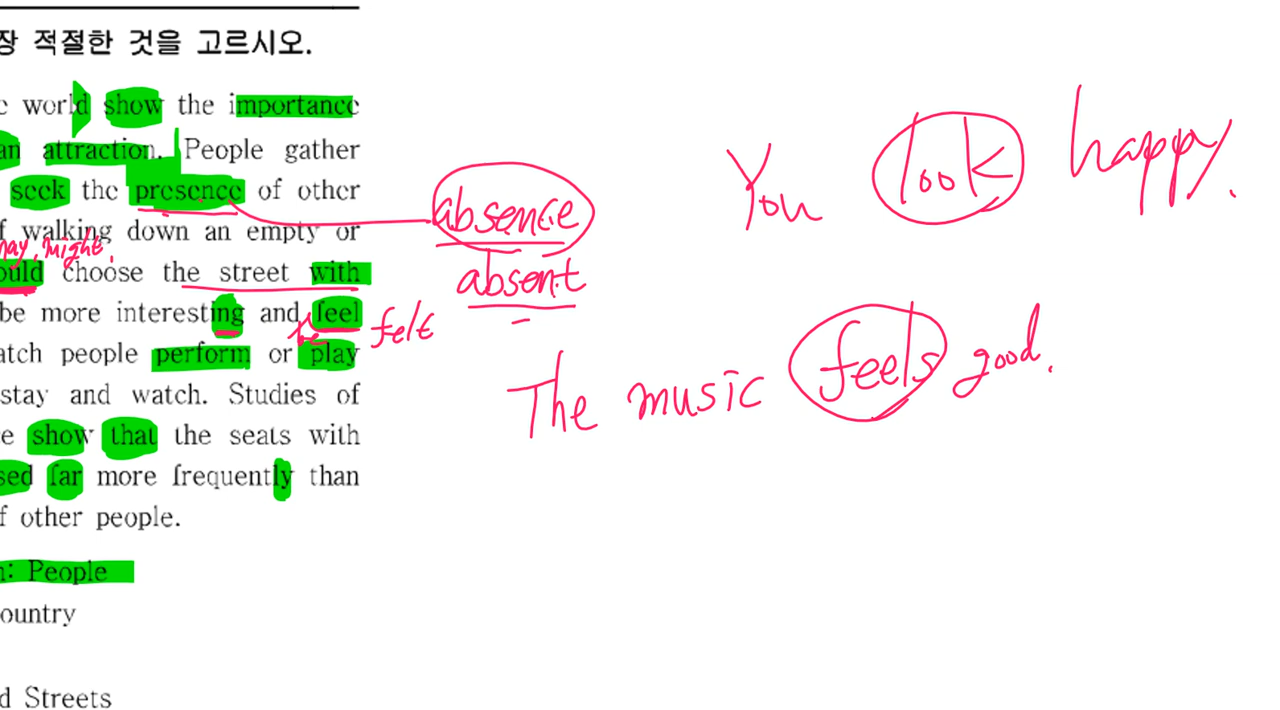 장 적절한 것을 고르시오.
world show the importance
an attraction. People gather
seek the presence of other
f walking down an empty or
may, might.
ould choose the street with
be more interesting and feel
be felt
atch people perform or play
stay and watch. Studies of
e show that the seats with
sed far more frequently than
f other people.
n: People
ountry
d Streets
absence
absent
You look happy.
The music feels good.